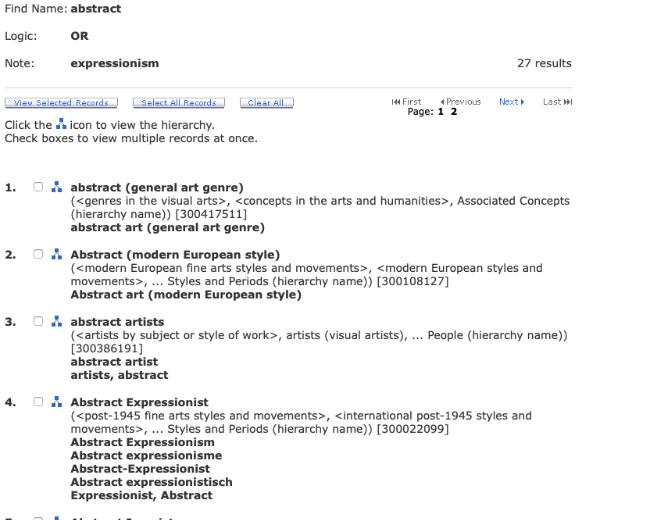 Find Name: abstract
Logic: OR
Note: expressionism 27 results
View Selected Records Select All Records Clear All First Previous Next Last
Page: 1 2
Click the icon to view the hierarchy.
Check boxes to view multiple records at once.
1. abstract (general art genre)
(<genres in the visual arts>, <concepts in the arts and humanities>, Associated Concepts
(hierarchy name)) [300417511]
abstract art (general art genre)
2. Abstract (modern European style)
(<modern European fine arts styles and movements>, <modern European styles and
movements>, ... Styles and Periods (hierarchy name)) [300108127]
Abstract art (modern European style)
3. abstract artists
(<artists by subject or style of work>, artists (visual artists), ... People (hierarchy name))
[300386191]
abstract artist
artists, abstract
4. Abstract Expressionist
(<post-1945 fine arts styles and movements>, <international post-1945 styles and
movements>, ... Styles and Periods (hierarchy name)) [300022099]
Abstract Expressionism
Abstract expressionisme
Abstract-Expressionist
Abstract expressionistisch
Expressionist, Abstract